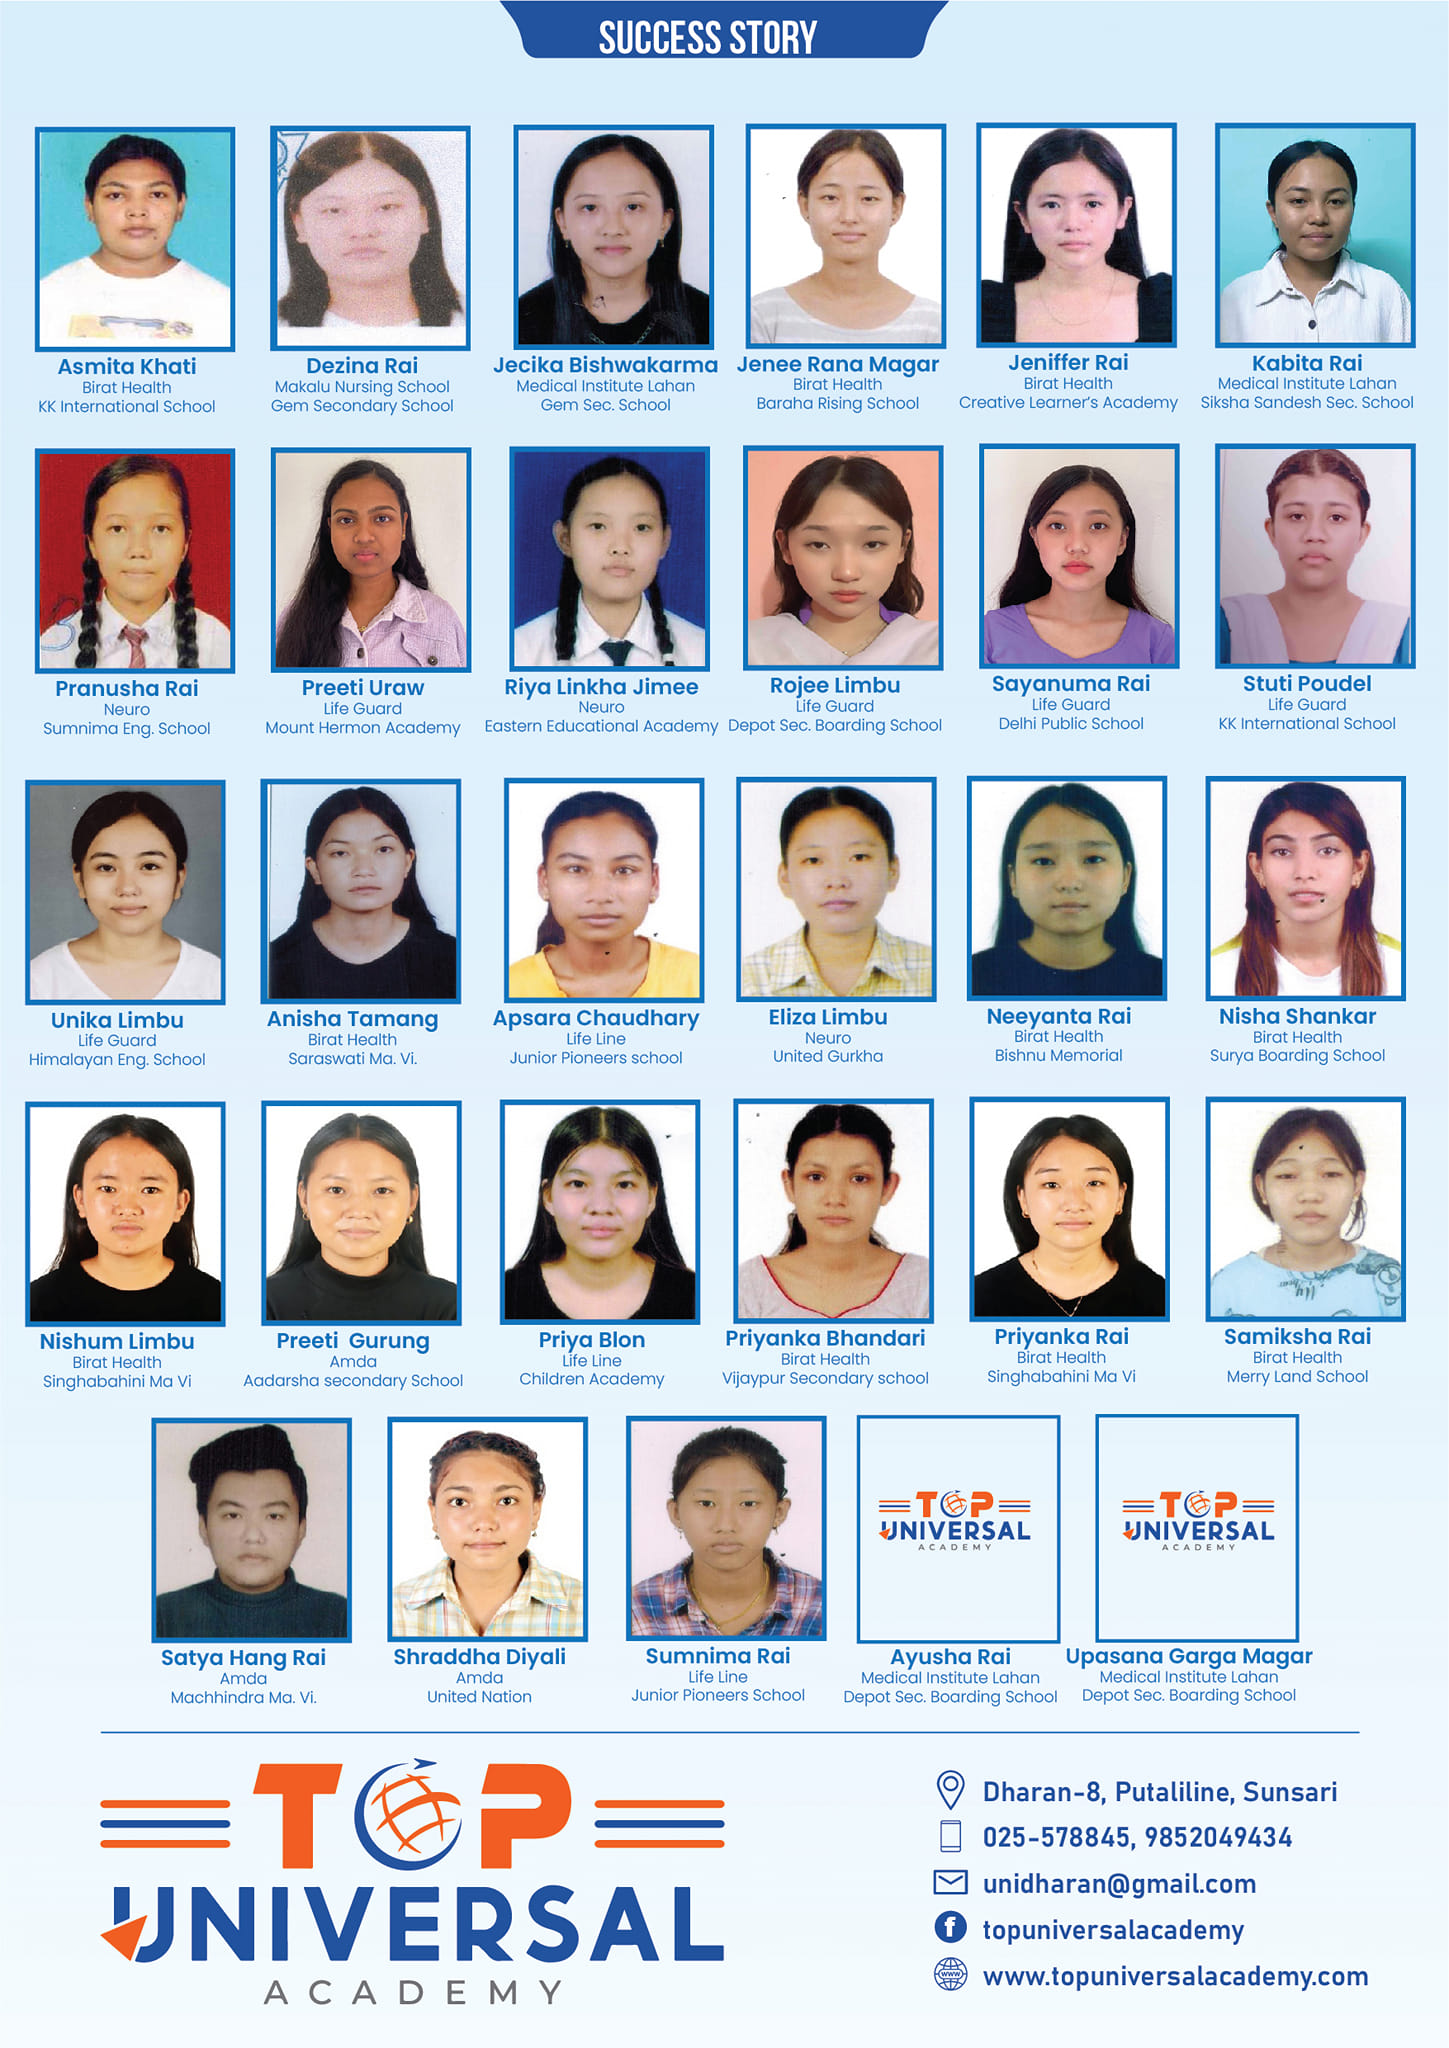 SUCCESS STORY
Asmita Khati
Birat Health
KK International School
Dezina Rai
Makalu Nursing School
Gem Secondary School
Jecika Bishwakarma
Medical Institute Lahan
Gem Sec. School
Jenee Rana Magar
Birat Health
Baraha Rising School
Jeniffer Rai
Birat Health
Creative Learner's Academy
Kabita Rai
Medical Institute Lahan
Siksha Sandesh Sec. School
Pranusha Rai
Neuro
Sumnima Eng. School
Preeti Uraw
Life Guard
Mount Hermon Academy
Riya Linkha Jimee
Neuro
Eastern Educational Academy
Rojee Limbu
Life Guard
Depot Sec. Boarding School
Sayanuma Rai
Life Guard
Delhi Public School
Stuti Poudel
Life Guard
KK International School
Unika Limbu
Life Guard
Himalayan Eng. School
Anisha Tamang
Birat Health
Saraswati Ma. Vi.
Apsara Chaudhary
Life Line
Junior Pioneers school
Eliza Limbu
Neuro
United Gurkha
Neeyanta Rai
Birat Health
Bishnu Memorial
Nisha Shankar
Birat Health
Surya Boarding School
Nishum Limbu
Birat Health
Singhabahini Ma Vi
Preeti Gurung
Amda
Aadarsha secondary School
Priya Blon
Life Line
Children Academy
Priyanka Bhandari
Birat Health
Vijaypur Secondary school
Priyanka Rai
Birat Health
Singhabahini Ma Vi
Samiksha Rai
Birat Health
Merry Land School
Satya Hang Rai
Amda
Machhindra Ma. Vi.
Shraddha Diyali
Amda
United Nation
Sumnima Rai
Life Line
Junior Pioneers School
TOP
UNIVERSAL
ACADEMY
Ayusha Rai
Medical Institute Lahan
Depot Sec. Boarding School
TOP
UNIVERSAL
ACADEMY
Upasana Garga Magar
Medical Institute Lahan
Depot Sec. Boarding School
TOP
UNIVERSAL
ACADEMY
Dharan-8, Putaliline, Sunsari
025-578845, 9852049434
unidharan@gmail.com
topuniversalacademy
www.topuniversalacademy.com